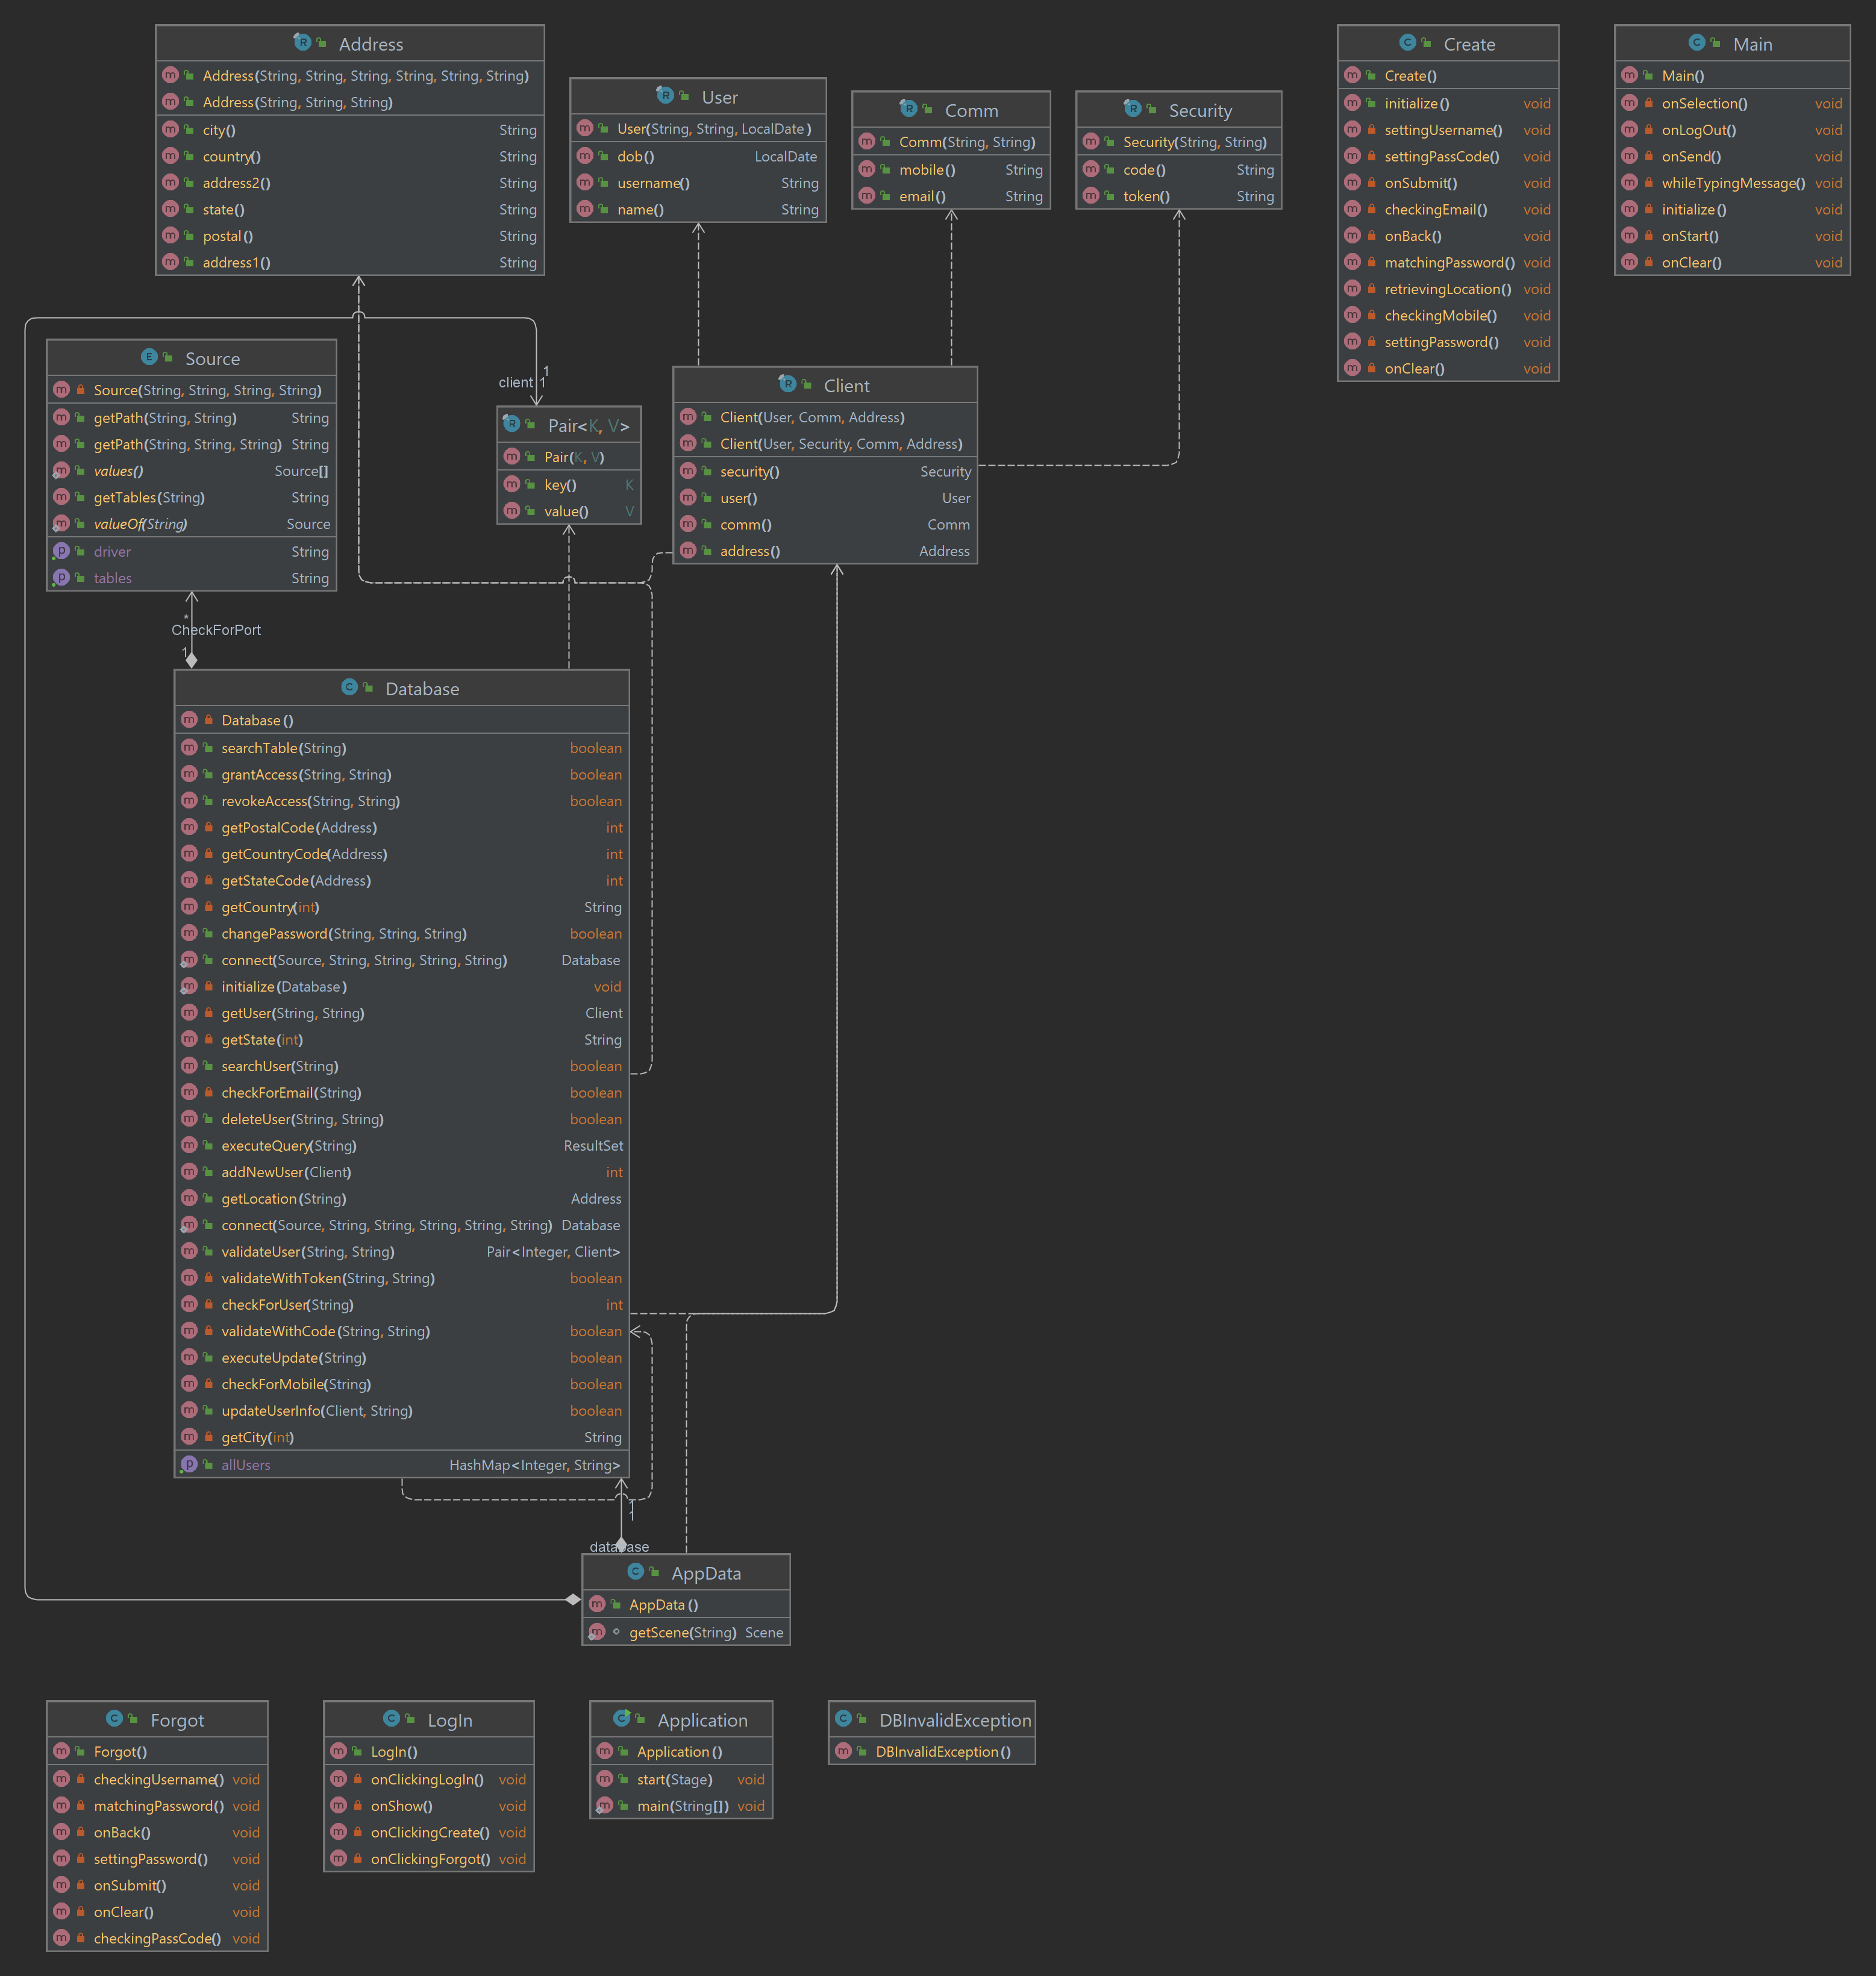 Address
Address(String, String, String, String, String, String)
Address(String, String, String)
city() String
country() String
address2() String
state() String
postal() String
address1() String
User
User(String, String, LocalDate)
dob() LocalDate
username() String
name() String
Comm
Comm(String, String)
mobile() String
email() String
Security
Security(String, String)
code() String
token() String
Create
Create()
initialize() void
settingUsername() void
settingPassCode() void
onSubmit() void
checkingEmail() void
onBack() void
matchingPassword() void
retrievingLocation() void
checkingMobile() void
settingPassword() void
onClear() void
Main
Main()
onSelection() void
onLogOut() void
onSend() void
whileTypingMessage() void
initialize() void
onStart() void
onClear() void
Source
Source(String, String, String, String)
getPath(String, String) String
getPath(String, String, String) String
values() Source[]
getTables(String) String
valueOf(String) Source
driver String
tables String
1
client 1
Pair<K, V>
Pair(K, V)
key() K
value() V
Client
Client(User, Comm, Address)
Client(User, Security, Comm, Address)
security() Security
user() User
comm() Comm
address() Address
*
CheckForPort
1
Database
Database()
searchTable(String) boolean
grantAccess(String, String) boolean
revokeAccess(String, String) boolean
getPostalCode(Address) int
getCountryCode(Address) int
getStateCode(Address) int
getCountry(int) String
changePassword(String, String, String) boolean
connect(Source, String, String, String, String) Database
initialize(Database) void
getUser(String, String) Client
getState(int) String
searchUser(String) boolean
checkForEmail(String) boolean
deleteUser(String, String) boolean
executeQuery(String) ResultSet
addNewUser(Client) int
getLocation(String) Address
connect(Source, String, String, String, String, String) Database
validateUser(String, String) Pair<Integer, Client>
validateWithToken(String, String) boolean
checkForUser(String) int
validateWithCode(String, String) boolean
executeUpdate(String) boolean
checkForMobile(String) boolean
updateUserInfo(Client, String) boolean
getCity(int) String
allUsers HashMap<Integer, String>
1
1
database
AppData
AppData()
getScene(String) Scene
Forgot
Forgot()
checkingUsername() void
matchingPassword() void
onBack() void
settingPassword() void
onSubmit() void
onClear() void
checkingPassCode() void
LogIn
LogIn()
onClickingLogIn() void
onShow() void
onClickingCreate() void
onClickingForgot() void
Application
Application()
start(Stage) void
main(String[]) void
DBInvalidException
DBInvalidException()